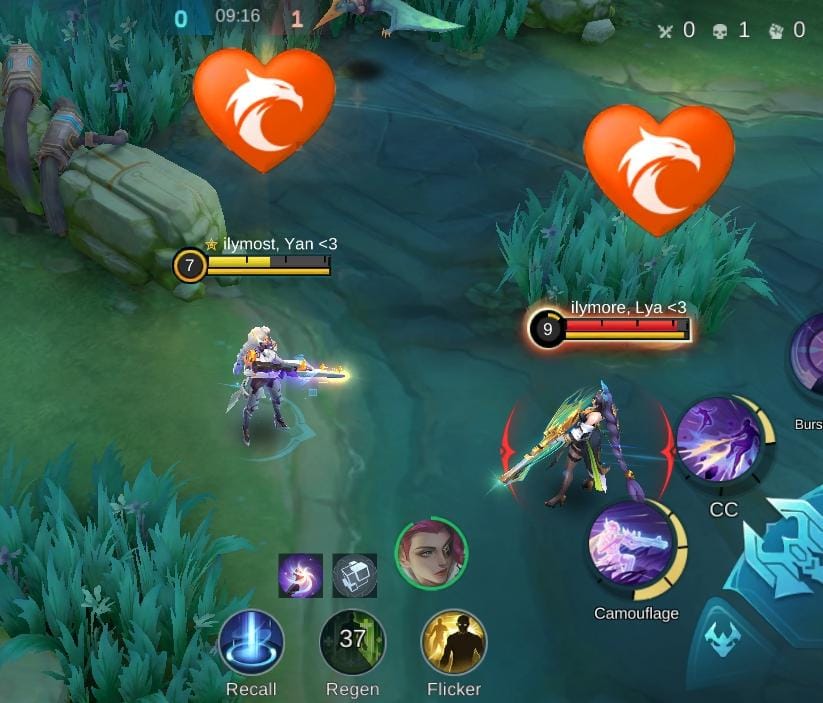 0 09:16 1
0 1 0
ilymost, Yan <3
7
ilymore, Lya <3
9
Burs
CC
Camouflage
37
Recall Regen Flicker